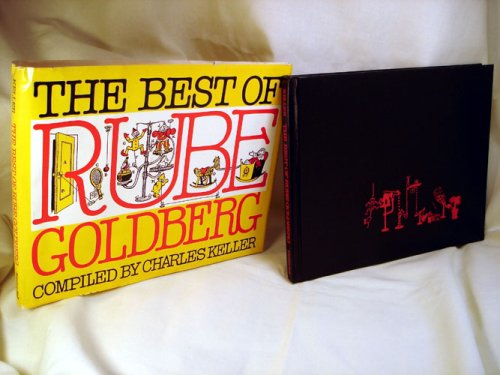 THE BEST OF
RUBE
GOLDBERG
COMPILED BY CHARLES KELLER